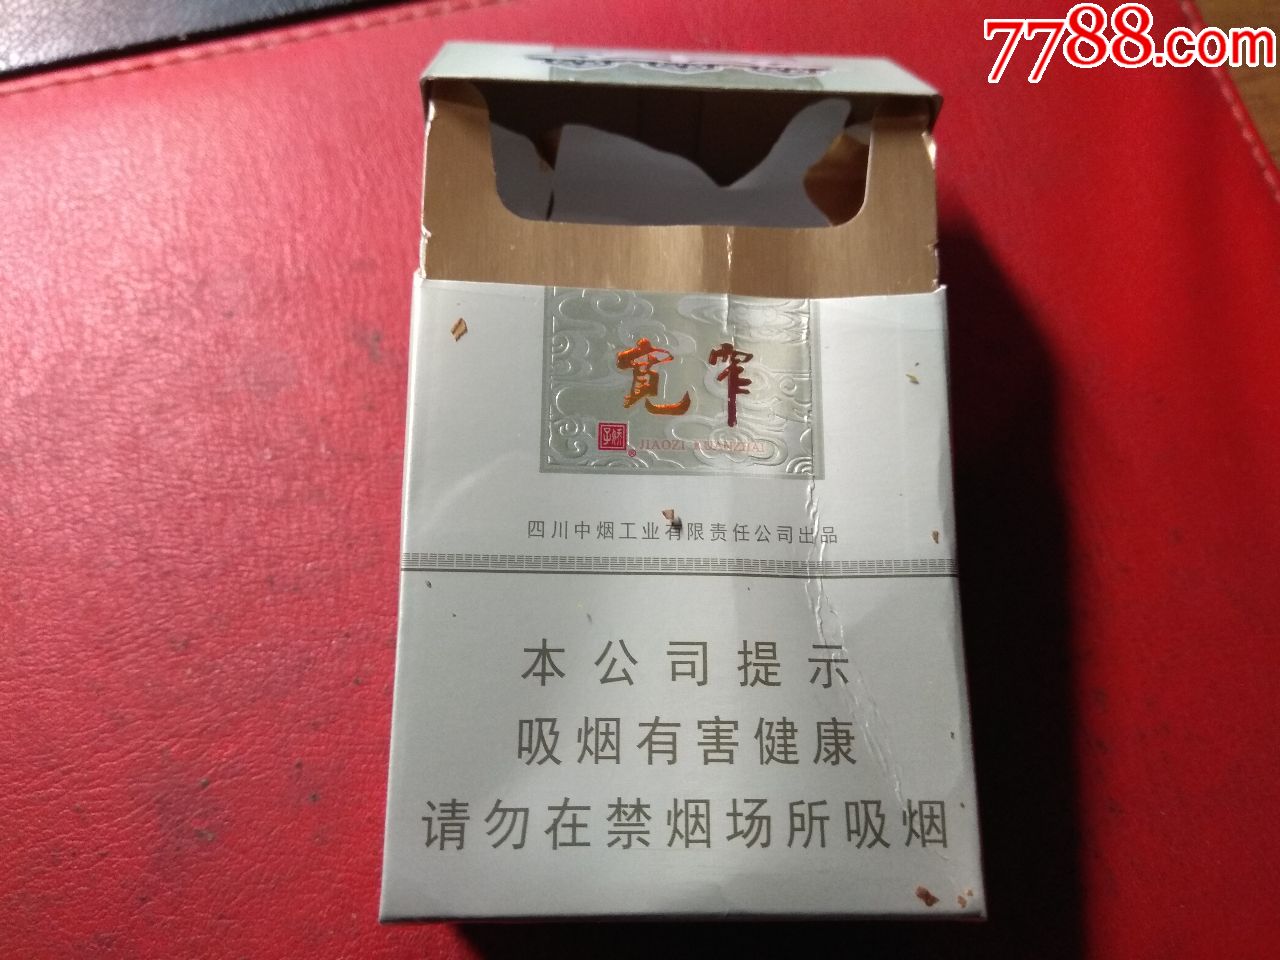 7788.com
宽窄
娇子® JIAOZI KUANZHAI
四川中烟工业有限责任公司出品
本公司提示
吸烟有害健康
请勿在禁烟场所吸烟